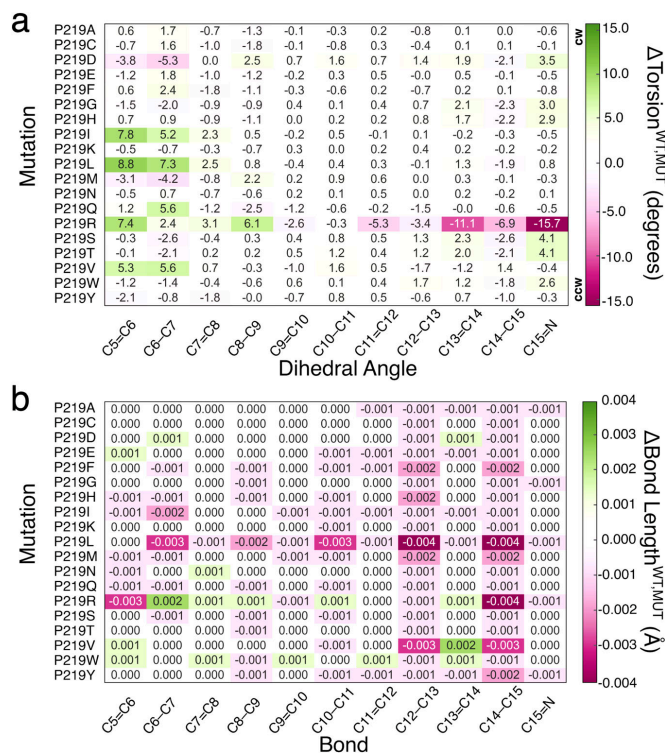 a
P219A 0.6 1.7 -0.7 -1.3 -0.1 -0.3 0.2 -0.8 0.1 0.0 -0.6
P219C -0.7 1.6 -1.0 -1.8 -0.1 -0.8 0.3 -0.4 0.1 0.1 -0.1
P219D -3.8 -5.3 0.0 2.5 0.7 1.6 0.7 1.4 1.9 -2.1 3.5
P219E -1.2 1.8 -1.0 -1.2 -0.2 0.3 0.5 -0.0 0.5 -0.1 -0.5
P219F 0.6 2.4 -1.8 -1.1 -0.3 -0.6 0.2 -0.7 0.2 0.1 -0.8
P219G -1.5 -2.0 -0.9 -0.9 0.4 0.1 0.4 0.7 2.1 -2.3 3.0
P219H 0.7 0.9 -0.9 -1.1 0.0 0.2 0.2 0.8 1.7 -2.2 2.9
P219I 7.8 5.2 2.3 0.5 -0.2 0.5 -0.1 0.1 -0.2 -0.3 -0.5
P219K -0.5 -0.7 -0.3 -0.7 0.3 0.0 0.2 0.2 0.3 -0.2 0.3
P219L 8.8 7.3 2.5 0.8 -0.4 0.4 -0.3 -0.1 1.3 -1.9 0.8
P219M -3.1 -4.2 -0.8 2.2 0.2 0.9 0.6 0.0 0.1 -0.1 -0.3
P219N -0.5 0.7 -0.7 -0.6 0.2 0.1 0.5 0.0 0.2 -0.2 0.1
P219Q 1.2 5.6 -1.2 -2.5 -1.2 -0.6 -0.2 -1.5 -0.0 -0.6 -0.5
P219R 7.4 2.4 3.1 6.1 -2.6 -0.3 -5.3 -3.4 -11.1 -6.9 -15.7
P219S -0.3 -2.6 -0.4 0.3 0.4 0.8 0.5 1.3 2.3 -2.6 4.1
P219T -0.1 -2.1 0.2 0.2 0.5 1.2 0.4 1.2 2.0 -2.1 4.1
P219V 5.3 5.6 0.7 -0.3 -1.0 1.6 0.5 -1.7 -1.2 1.4 -0.4
P219W -1.2 -1.4 -0.4 -0.6 0.6 1.1 0.4 1.7 1.2 -1.8 2.6
P219Y -2.1 -0.8 -1.8 -0.0 -0.7 0.8 0.5 -0.6 0.7 -1.0 -0.3
Mutation
C5=C6 C6–C7 C7=C8 C8–C9 C9=C10 C10–C11 C11=C12 C12–C13 C13=C14 C14–C15 C15=N
Dihedral Angle
cw
ccw
15.0
10.0
5.0
0.0
-5.0
-10.0
-15.0
ΔTorsion^WT,MUT (degrees)
b
P219A 0.000 0.000 0.000 0.000 0.000 0.000 -0.001 -0.001 -0.001 -0.001 -0.001
P219C 0.000 0.000 0.000 0.000 0.000 0.000 0.000 -0.001 0.000 -0.001 0.000
P219D 0.000 0.001 0.000 0.000 0.000 0.000 0.000 -0.001 0.001 -0.001 0.000
P219E 0.001 0.000 0.000 0.000 0.000 -0.001 -0.001 -0.001 -0.001 -0.001 0.000
P219F 0.000 -0.001 0.000 -0.001 0.000 -0.001 0.000 -0.002 0.000 -0.002 0.000
P219G 0.000 0.000 0.000 0.000 0.000 0.000 0.000 -0.001 0.000 -0.001 -0.001
P219H -0.001 -0.001 0.000 -0.001 0.000 0.000 0.000 -0.002 0.000 -0.001 0.000
P219I -0.001 -0.002 0.000 0.000 -0.001 -0.001 -0.001 -0.001 0.000 -0.001 -0.001
P219K 0.000 0.000 0.000 0.000 0.000 0.000 0.000 -0.001 0.000 -0.001 0.000
P219L 0.000 -0.003 -0.001 -0.002 -0.001 -0.003 -0.001 -0.004 -0.001 -0.004 -0.001
P219M -0.001 -0.001 0.000 -0.001 0.000 -0.001 0.000 -0.002 0.000 -0.002 -0.001
P219N -0.001 0.000 0.001 0.000 0.000 0.000 0.000 -0.001 0.000 -0.001 0.000
P219Q -0.001 -0.001 0.000 -0.001 0.000 -0.001 0.000 -0.001 0.000 -0.001 0.000
P219R -0.003 0.002 0.001 0.001 -0.001 0.001 0.000 0.000 0.001 -0.004 -0.001
P219S 0.000 -0.001 0.000 -0.001 0.000 0.000 0.000 -0.001 0.000 -0.001 0.000
P219T 0.000 0.000 0.000 -0.001 0.000 0.000 0.000 -0.001 0.000 -0.001 0.000
P219V 0.001 0.000 0.000 -0.001 0.000 0.000 0.000 -0.003 0.002 -0.003 0.000
P219W 0.001 0.000 0.001 -0.001 0.001 0.000 0.001 -0.001 0.001 -0.001 0.000
P219Y 0.000 0.000 0.000 -0.001 0.000 -0.001 0.000 -0.001 0.000 -0.002 -0.001
Mutation
C5=C6 C6–C7 C7=C8 C8–C9 C9=C10 C10–C11 C11=C12 C12–C13 C13=C14 C14–C15 C15=N
Bond
0.004
0.003
0.002
0.001
0.000
-0.001
-0.002
-0.003
-0.004
ΔBond Length^WT,MUT (Å)